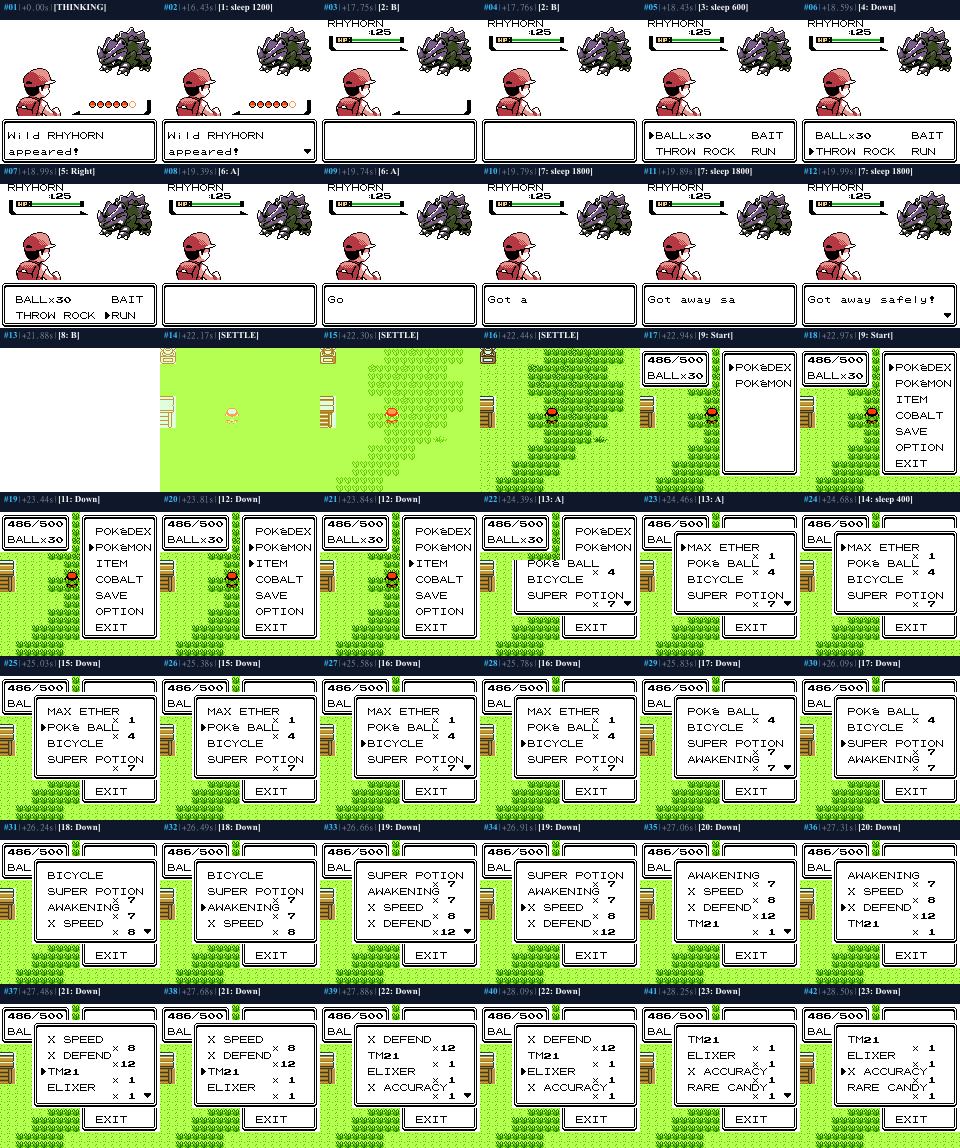 #01|+0.00s|[THINKING]
RHYHORN
Wild RHYHORN
appeared!
#02|+16.43s|[1: sleep 1200]
Wild RHYHORN
appeared!
#03|+17.75s|[2: B]
RHYHORN
:L25
HP:
#04|+17.76s|[2: B]
RHYHORN
:L25
HP:
#05|+18.43s|[3: sleep 600]
RHYHORN
:L25
HP:
▶BALL×30 BAIT
THROW ROCK RUN
#06|+18.59s|[4: Down]
RHYHORN
:L25
HP:
BALL×30 BAIT
▶THROW ROCK RUN
#07|+18.99s|[5: Right]
RHYHORN
:L25
HP:
BALL×30 BAIT
THROW ROCK ▶RUN
#08|+19.39s|[6: A]
RHYHORN
:L25
HP:
#09|+19.74s|[6: A]
RHYHORN
:L25
HP:
Go
#10|+19.79s|[7: sleep 1800]
RHYHORN
:L25
HP:
Got a
#11|+19.89s|[7: sleep 1800]
RHYHORN
:L25
HP:
Got away sa
#12|+19.99s|[7: sleep 1800]
RHYHORN
:L25
HP:
Got away safely!
#13|+21.88s|[8: B]
#14|+22.17s|[SETTLE]
#15|+22.30s|[SETTLE]
#16|+22.44s|[SETTLE]
#17|+22.94s|[9: Start]
486/500
BALL×30
▶POKéDEX
POKéMON
#18|+22.97s|[9: Start]
486/500
BALL×30
▶POKéDEX
POKéMON
ITEM
COBALT
SAVE
OPTION
EXIT
#19|+23.44s|[11: Down]
486/500
BALL×30
POKéDEX
▶POKéMON
ITEM
COBALT
SAVE
OPTION
EXIT
#20|+23.81s|[12: Down]
486/500
BALL×30
POKéDEX
▶POKéMON
▶ITEM
COBALT
SAVE
OPTION
EXIT
#21|+23.84s|[12: Down]
486/500
BALL×30
POKéDEX
POKéMON
▶ITEM
COBALT
SAVE
OPTION
EXIT
#22|+24.39s|[13: A]
486/500
BALL×30
POKéDEX
POKéMON
POKé BALL
× 4
BICYCLE
SUPER POTION
× 7
EXIT
#23|+24.46s|[13: A]
486/500
▶MAX ETHER
× 1
POKé BALL
× 4
BICYCLE
SUPER POTION
× 7
EXIT
#24|+24.68s|[14: sleep 400]
486/500
▶MAX ETHER
× 1
POKé BALL
× 4
BICYCLE
SUPER POTION
× 7
EXIT
#25|+25.03s|[15: Down]
486/500
MAX ETHER
× 1
▶POKé BALL
× 4
BICYCLE
SUPER POTION
× 7
EXIT
#26|+25.38s|[15: Down]
486/500
MAX ETHER
× 1
▶POKé BALL
× 4
BICYCLE
SUPER POTION
× 7
EXIT
#27|+25.58s|[16: Down]
486/500
MAX ETHER
× 1
POKé BALL
× 4
▶BICYCLE
SUPER POTION
× 7
EXIT
#28|+25.78s|[16: Down]
486/500
MAX ETHER
× 1
POKé BALL
× 4
▶BICYCLE
SUPER POTION
× 7
EXIT
#29|+25.83s|[17: Down]
486/500
POKé BALL
× 4
BICYCLE
SUPER POTION
× 7
AWAKENING
× 7
EXIT
#30|+26.09s|[17: Down]
486/500
POKé BALL
× 4
BICYCLE
▶SUPER POTION
× 7
AWAKENING
× 7
EXIT
#31|+26.24s|[18: Down]
486/500
BAL
BICYCLE
SUPER POTION
× 7
▶AWAKENING
× 7
X SPEED
× 8
EXIT
#32|+26.49s|[18: Down]
486/500
BAL
BICYCLE
SUPER POTION
× 7
▶AWAKENING
× 7
X SPEED
× 8
EXIT
#33|+26.66s|[19: Down]
486/500
BAL
SUPER POTION
× 7
AWAKENING
× 7
▶X SPEED
× 8
X DEFEND
×12
EXIT
#34|+26.91s|[19: Down]
486/500
BAL
SUPER POTION
× 7
AWAKENING
× 7
▶X SPEED
× 8
X DEFEND
×12
EXIT
#35|+27.06s|[20: Down]
486/500
BAL
AWAKENING
× 7
X SPEED
× 8
X DEFEND
×12
TM21
× 1
EXIT
#36|+27.31s|[20: Down]
486/500
BAL
AWAKENING
× 7
X SPEED
× 8
▶X DEFEND
×12
TM21
× 1
EXIT
#37|+27.48s|[21: Down]
486/500
BAL
X SPEED
× 8
X DEFEND
×12
▶TM21
× 1
ELIXER
× 1
EXIT
#38|+27.68s|[21: Down]
486/500
BAL
X SPEED
× 8
X DEFEND
×12
▶TM21
× 1
ELIXER
× 1
EXIT
#39|+27.88s|[22: Down]
486/500
BAL
X DEFEND
×12
TM21
× 1
ELIXER
× 1
X ACCURACY
× 1
EXIT
#40|+28.09s|[22: Down]
486/500
BAL
X DEFEND
×12
TM21
× 1
▶ELIXER
× 1
X ACCURACY
× 1
EXIT
#41|+28.25s|[23: Down]
486/500
BAL
TM21
× 1
ELIXER
× 1
X ACCURACY
× 1
RARE CANDY
× 1
EXIT
#42|+28.50s|[23: Down]
486/500
BAL
TM21
× 1
ELIXER
× 1
▶X ACCURACY
× 1
RARE CANDY
× 1
EXIT